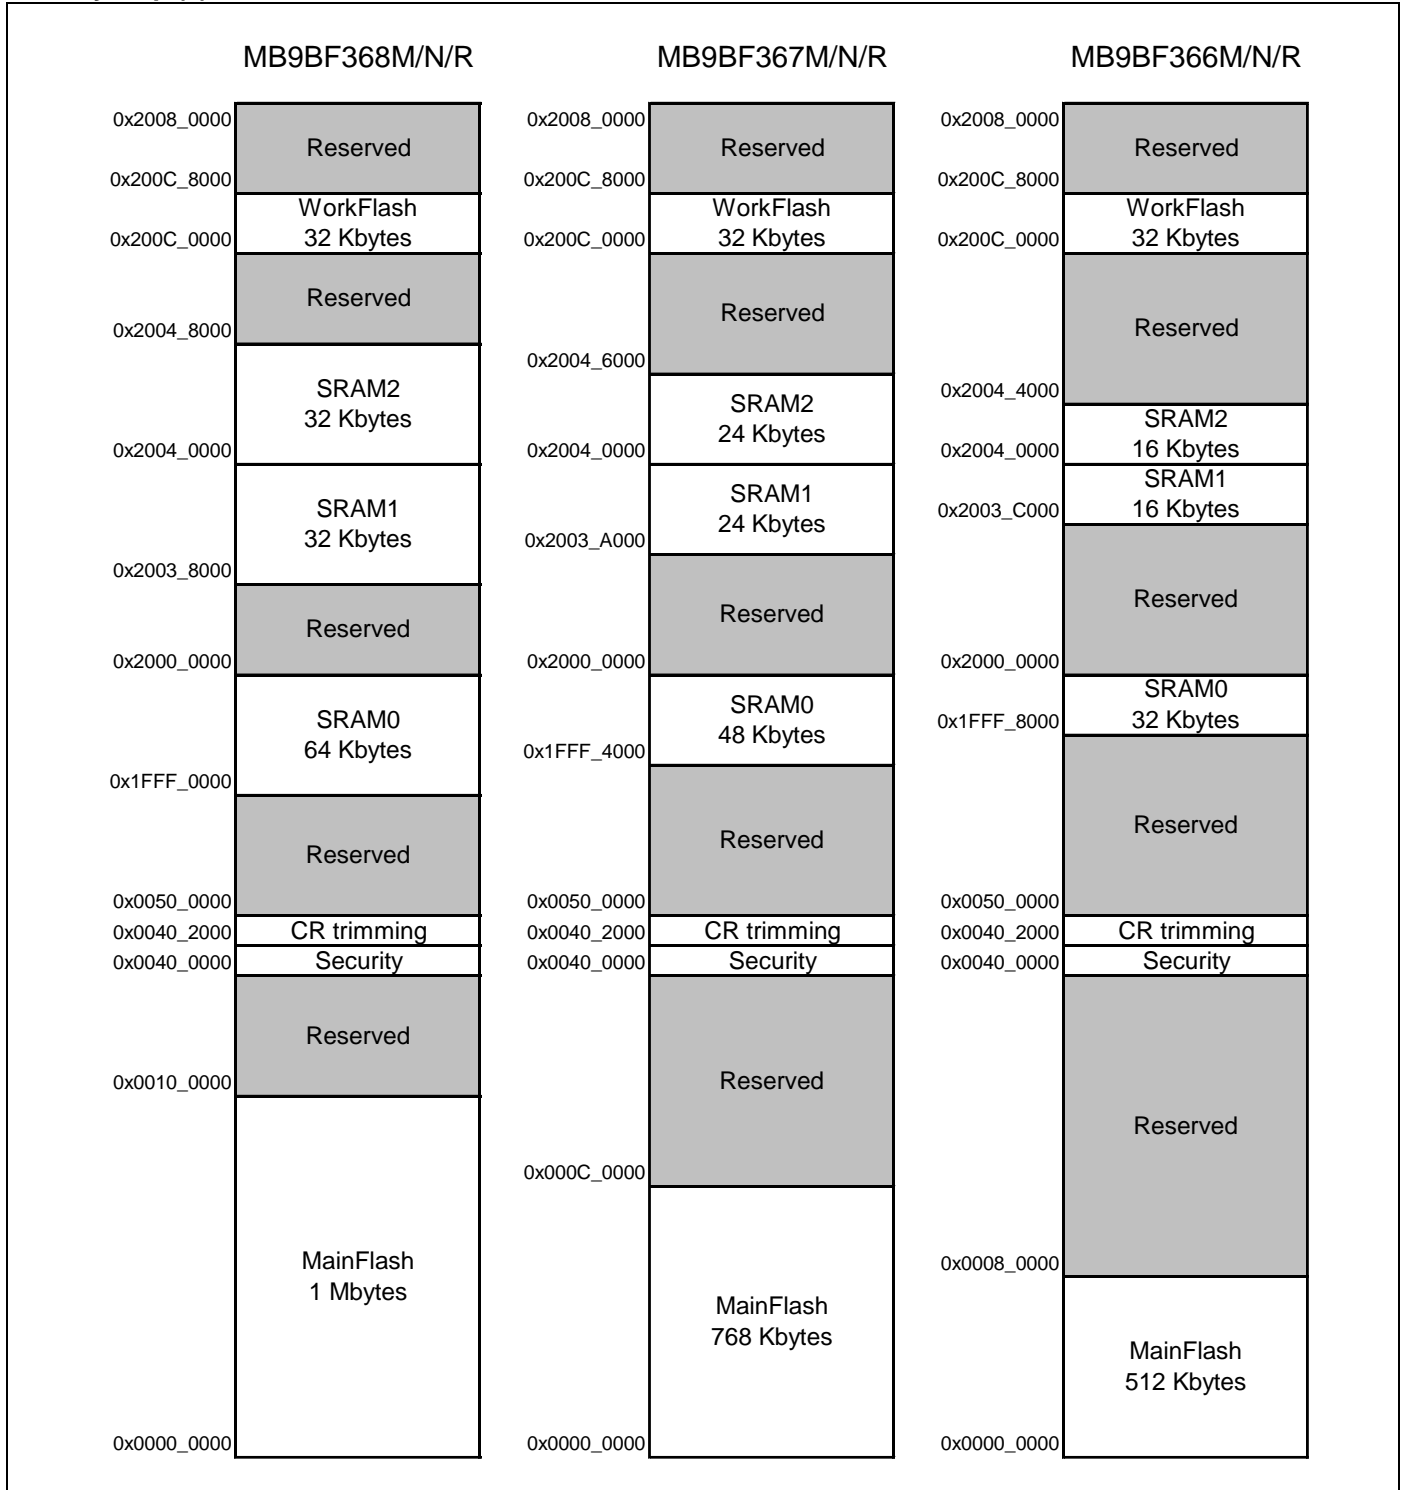 MB9BF368M/N/R
0x2008_0000
Reserved
0x200C_8000
WorkFlash
32 Kbytes
0x200C_0000
Reserved
0x2004_8000
SRAM2
32 Kbytes
0x2004_0000
SRAM1
32 Kbytes
0x2003_8000
Reserved
0x2000_0000
SRAM0
64 Kbytes
0x1FFF_0000
Reserved
0x0050_0000
CR trimming
0x0040_2000
Security
0x0040_0000
Reserved
0x0010_0000
MainFlash
1 Mbytes
0x0000_0000
MB9BF367M/N/R
0x2008_0000
Reserved
0x200C_8000
WorkFlash
32 Kbytes
0x200C_0000
Reserved
0x2004_6000
SRAM2
24 Kbytes
0x2004_0000
SRAM1
24 Kbytes
0x2003_A000
Reserved
0x2000_0000
SRAM0
48 Kbytes
0x1FFF_4000
Reserved
0x0050_0000
CR trimming
0x0040_2000
Security
0x0040_0000
Reserved
0x000C_0000
MainFlash
768 Kbytes
0x0000_0000
MB9BF366M/N/R
0x2008_0000
Reserved
0x200C_8000
WorkFlash
32 Kbytes
0x200C_0000
Reserved
0x2004_4000
SRAM2
16 Kbytes
0x2004_0000
SRAM1
16 Kbytes
0x2003_C000
Reserved
0x2000_0000
SRAM0
32 Kbytes
0x1FFF_8000
Reserved
0x0050_0000
CR trimming
0x0040_2000
Security
0x0040_0000
Reserved
0x0008_0000
MainFlash
512 Kbytes
0x0000_0000